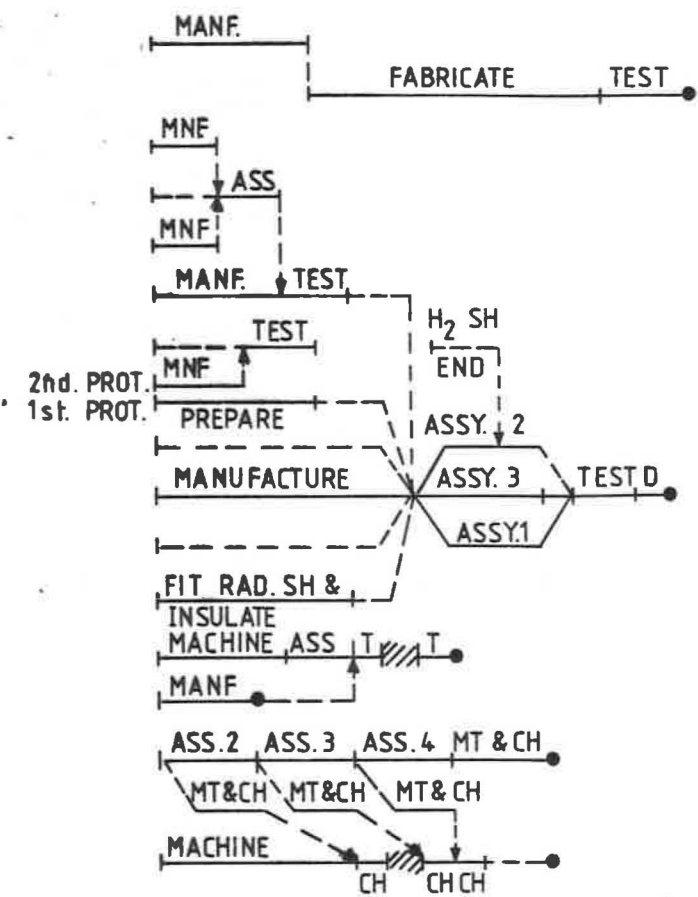 MANF.
FABRICATE TEST
MNF
ASS
MNF
MANF. TEST
H2 SH
TEST
END
MNF
2nd. PROT.
1st. PROT.
PREPARE
ASSY. 2
MANUFACTURE ASSY. 3 TEST D
ASSY.1
FIT RAD. SH &
INSULATE
MACHINE ASS T T
MANF
ASS.2 ASS.3 ASS.4 MT & CH
MT&CH MT&CH MT& CH
MACHINE
CH CH CH